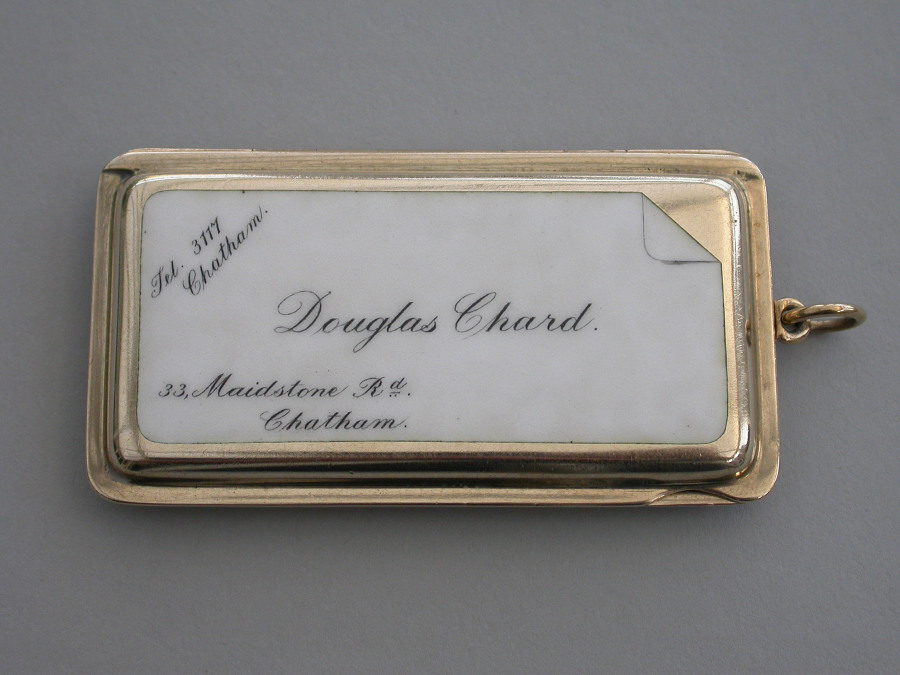 Tel. 3117
Chatham.
Douglas Chard.
33, Maidstone Rd.
Chatham.